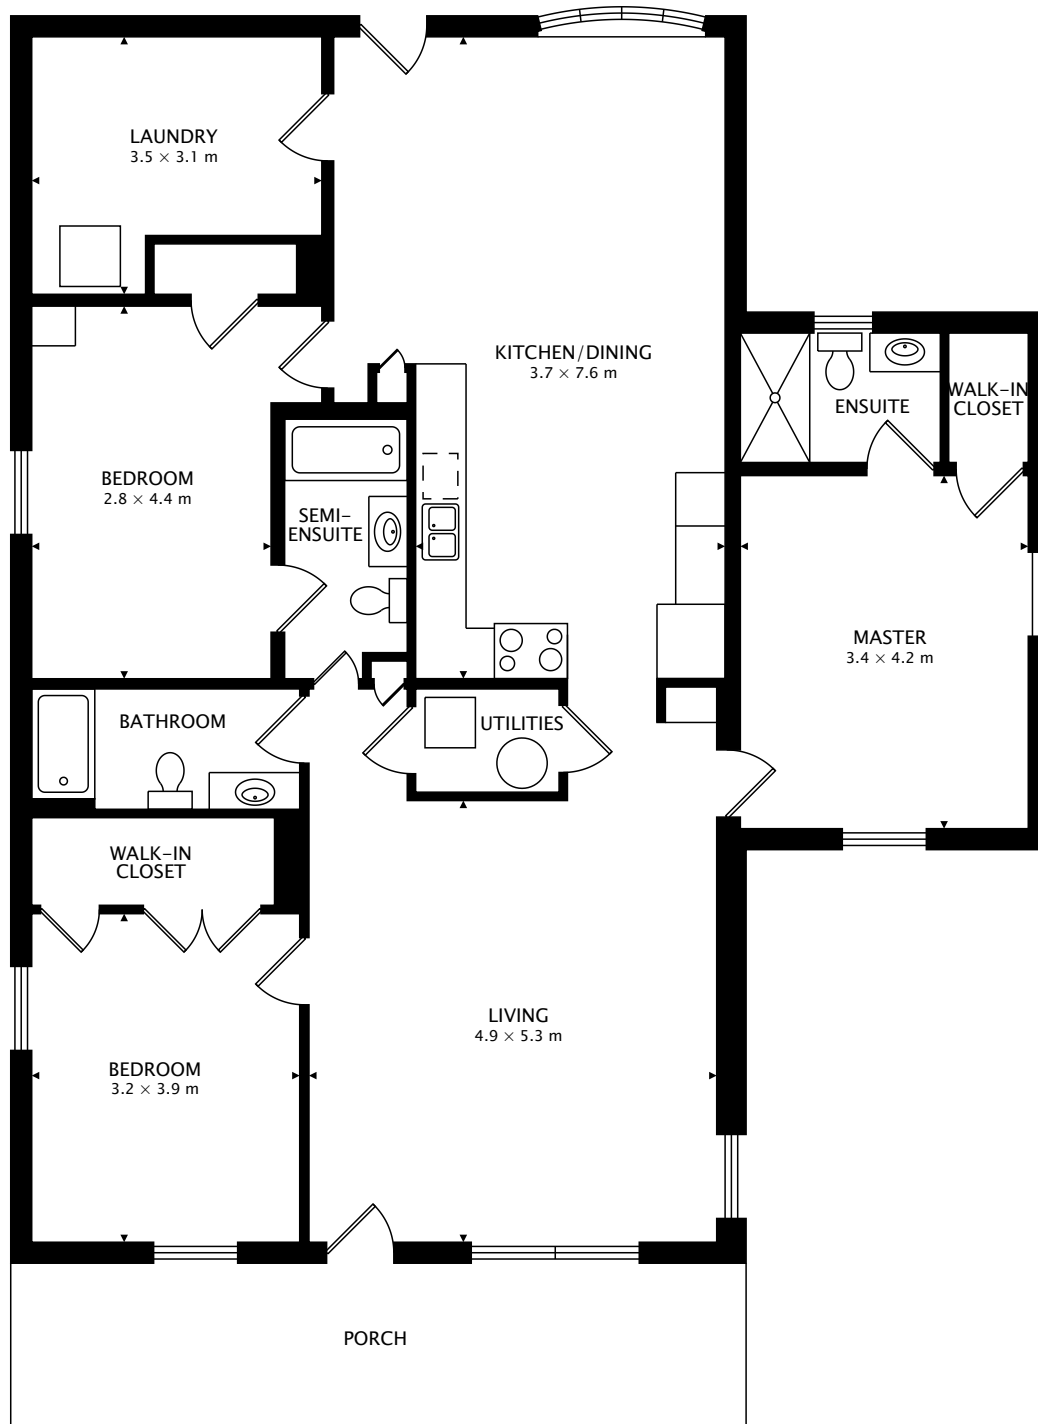 LAUNDRY
3.5 × 3.1 m
KITCHEN/DINING
3.7 × 7.6 m
WALK-IN
CLOSET
ENSUITE
BEDROOM
2.8 × 4.4 m
SEMI-
ENSUITE
MASTER
3.4 × 4.2 m
BATHROOM
UTILITIES
WALK-IN
CLOSET
LIVING
4.9 × 5.3 m
BEDROOM
3.2 × 3.9 m
PORCH